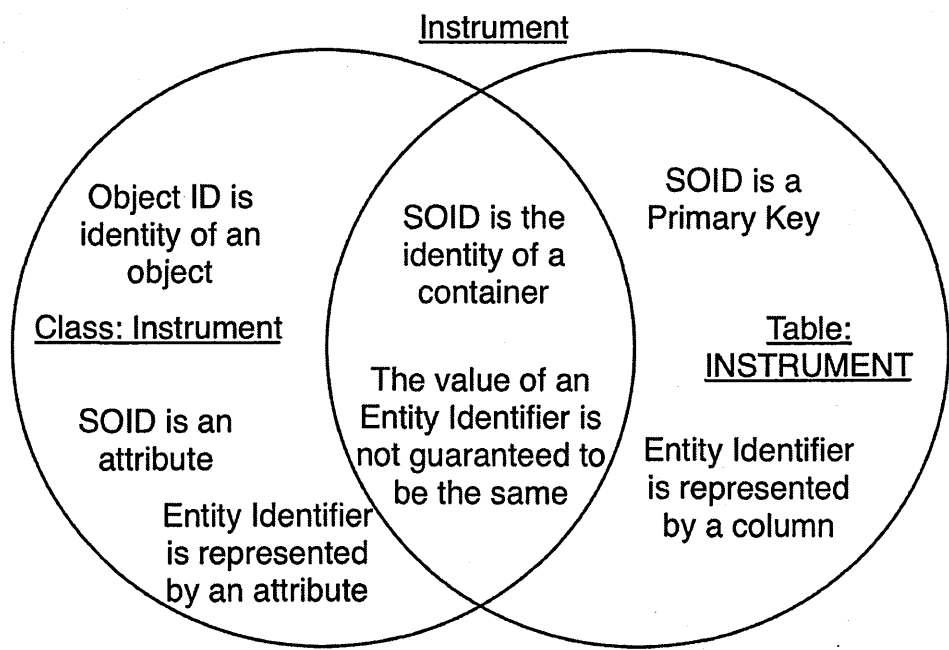 Instrument
Object ID is
identity of an
object
Class: Instrument
SOID is an
attribute
Entity Identifier
is represented
by an attribute
SOID is the
identity of a
container
The value of an
Entity Identifier is
not guaranteed to
be the same
SOID is a
Primary Key
Table:
INSTRUMENT
Entity Identifier
is represented
by a column